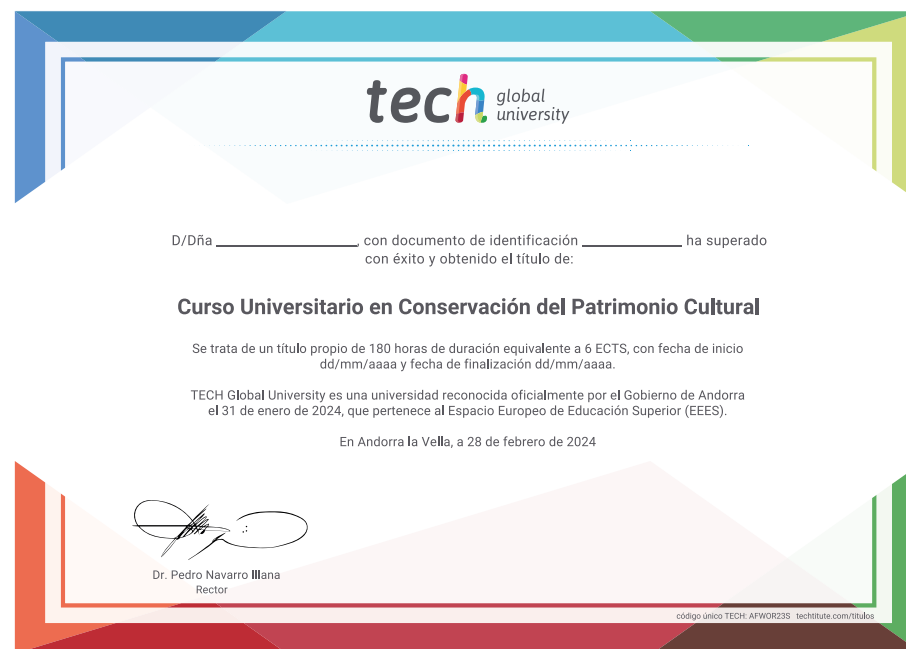 tech global university
D/Dña ____________, con documento de identificación ____________ ha superado
con éxito y obtenido el título de:
Curso Universitario en Conservación del Patrimonio Cultural
Se trata de un título propio de 180 horas de duración equivalente a 6 ECTS, con fecha de inicio
dd/mm/aaaa y fecha de finalización dd/mm/aaaa.
TECH Global University es una universidad reconocida oficialmente por el Gobierno de Andorra
el 31 de enero de 2024, que pertenece al Espacio Europeo de Educación Superior (EEES).
En Andorra la Vella, a 28 de febrero de 2024
Dr. Pedro Navarro Illana
Rector
código único TECH: AFWOR23S techtitute.com/titulos